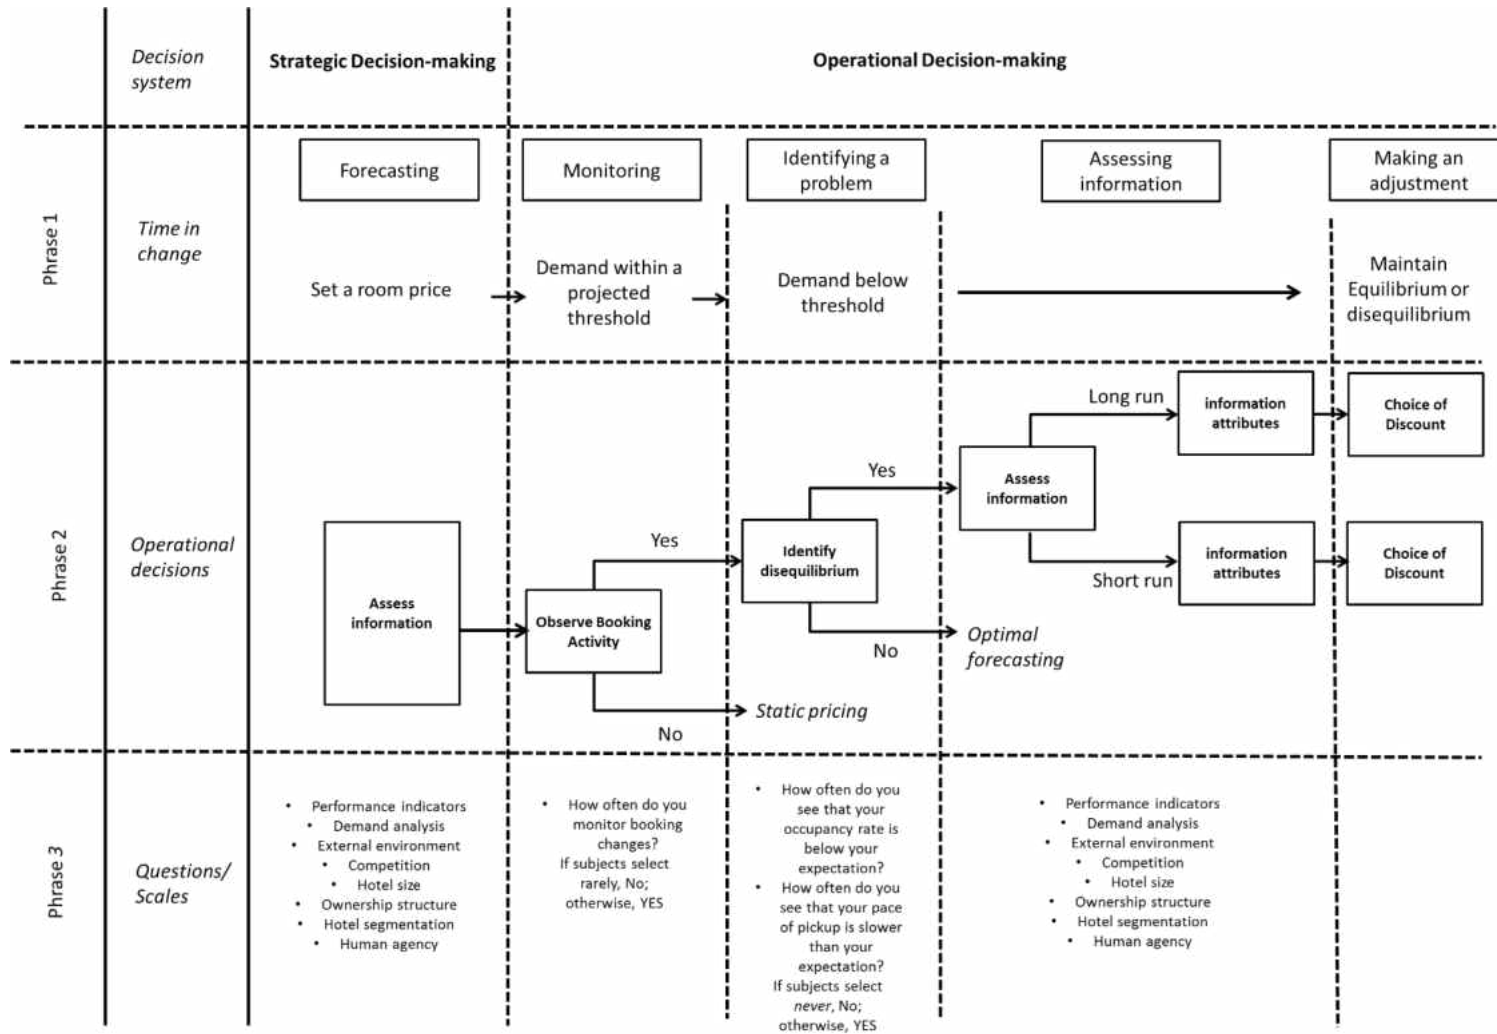 Decision
system
Strategic Decision-making
Operational Decision-making
Phrase 1
Time in
change
Forecasting
Monitoring
Identifying a
problem
Assessing
information
Making an
adjustment
Set a room price
Demand within a
projected
threshold
Demand below
threshold
Maintain
Equilibrium or
disequilibrium
Phrase 2
Operational
decisions
Assess
information
Observe Booking
Activity
Yes
No
Static pricing
Identify
disequilibrium
Yes
No
Optimal
forecasting
Assess
information
Long run
information
attributes
Choice of
Discount
Short run
information
attributes
Choice of
Discount
Phrase 3
Questions/
Scales
• Performance indicators
• Demand analysis
• External environment
• Competition
• Hotel size
• Ownership structure
• Hotel segmentation
• Human agency
• How often do you
monitor booking
changes?
If subjects select
rarely, No;
otherwise, YES
• How often do you
see that your
occupancy rate is
below your
expectation?
• How often do you
see that your pace
of pickup is slower
than your
expectation?
If subjects select
never, No;
otherwise, YES
• Performance indicators
• Demand analysis
• External environment
• Competition
• Hotel size
• Ownership structure
• Hotel segmentation
• Human agency